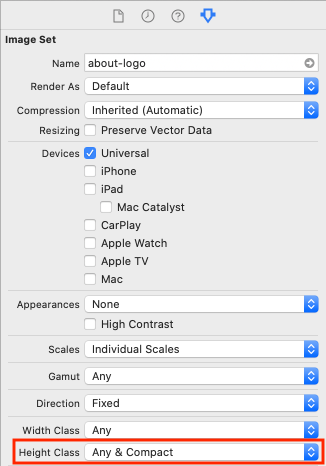 Image Set
Name about-logo
Render As Default
Compression Inherited (Automatic)
Resizing Preserve Vector Data
Devices Universal
iPhone
iPad
Mac Catalyst
CarPlay
Apple Watch
Apple TV
Mac
Appearances None
High Contrast
Scales Individual Scales
Gamut Any
Direction Fixed
Width Class Any
Height Class Any & Compact